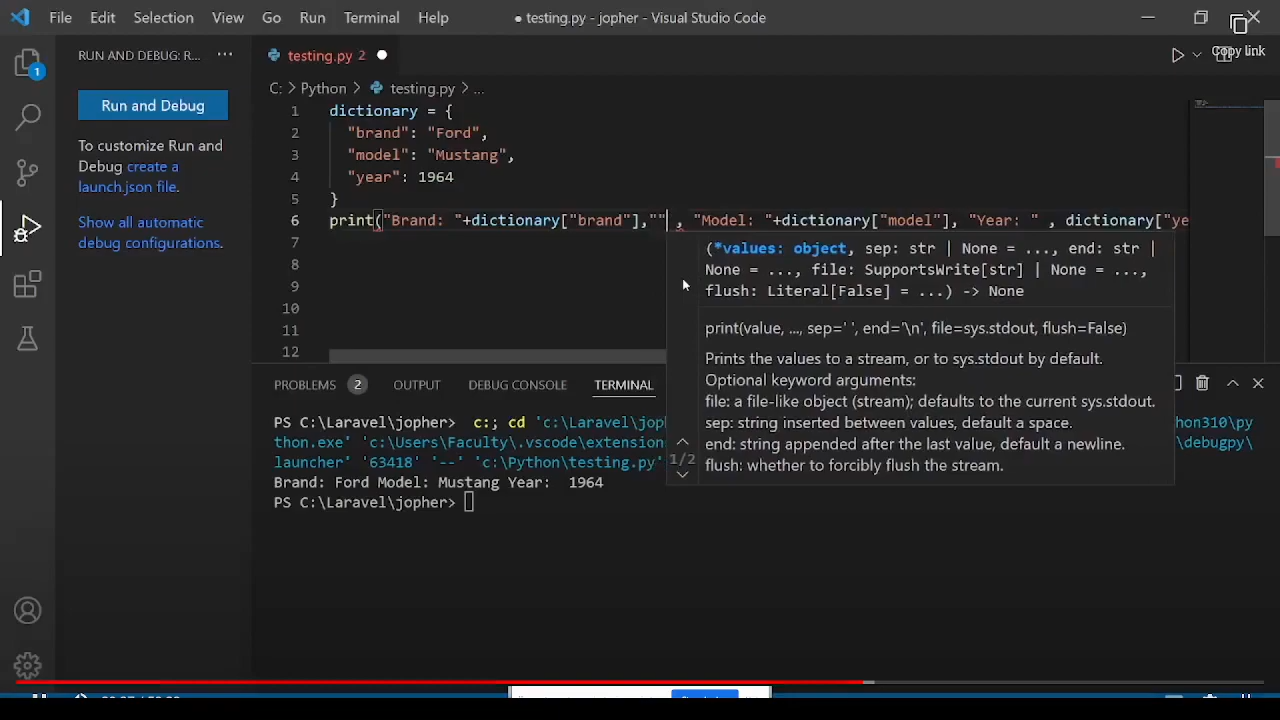 File Edit Selection View Go Run Terminal Help
● testing.py - jopher - Visual Studio Code
Copy link
RUN AND DEBUG: R... ···
testing.py 2 ●
1
C: > Python > testing.py > ...
Run and Debug
To customize Run and
Debug create a
launch.json file.
Show all automatic
debug configurations.
1 dictionary = {
2 "brand": "Ford",
3 "model": "Mustang",
4 "year": 1964
5 }
6 print("Brand: "+dictionary["brand"],"" , "Model: "+dictionary["model"], "Year: " , dictionary["ye
7
8
9
10
11
12
(*values: object, sep: str | None = ..., end: str |
None = ..., file: SupportsWrite[str] | None = ...,
flush: Literal[False] = ...) -> None
print(value, ..., sep=' ', end='\n', file=sys.stdout, flush=False)
Prints the values to a stream, or to sys.stdout by default.
Optional keyword arguments:
file: a file-like object (stream); defaults to the current sys.stdout.
sep: string inserted between values, default a space.
end: string appended after the last value, default a newline.
flush: whether to forcibly flush the stream.
1/2
PROBLEMS 2 OUTPUT DEBUG CONSOLE TERMINAL
PS C:\Laravel\jopher> c:; cd 'c:\Laravel\joph hon310\py
thon.exe' 'c:\Users\Faculty\.vscode\extension \debugpy\
launcher' '63418' '--' 'c:\Python\testing.py'
Brand: Ford Model: Mustang Year:  1964
PS C:\Laravel\jopher>